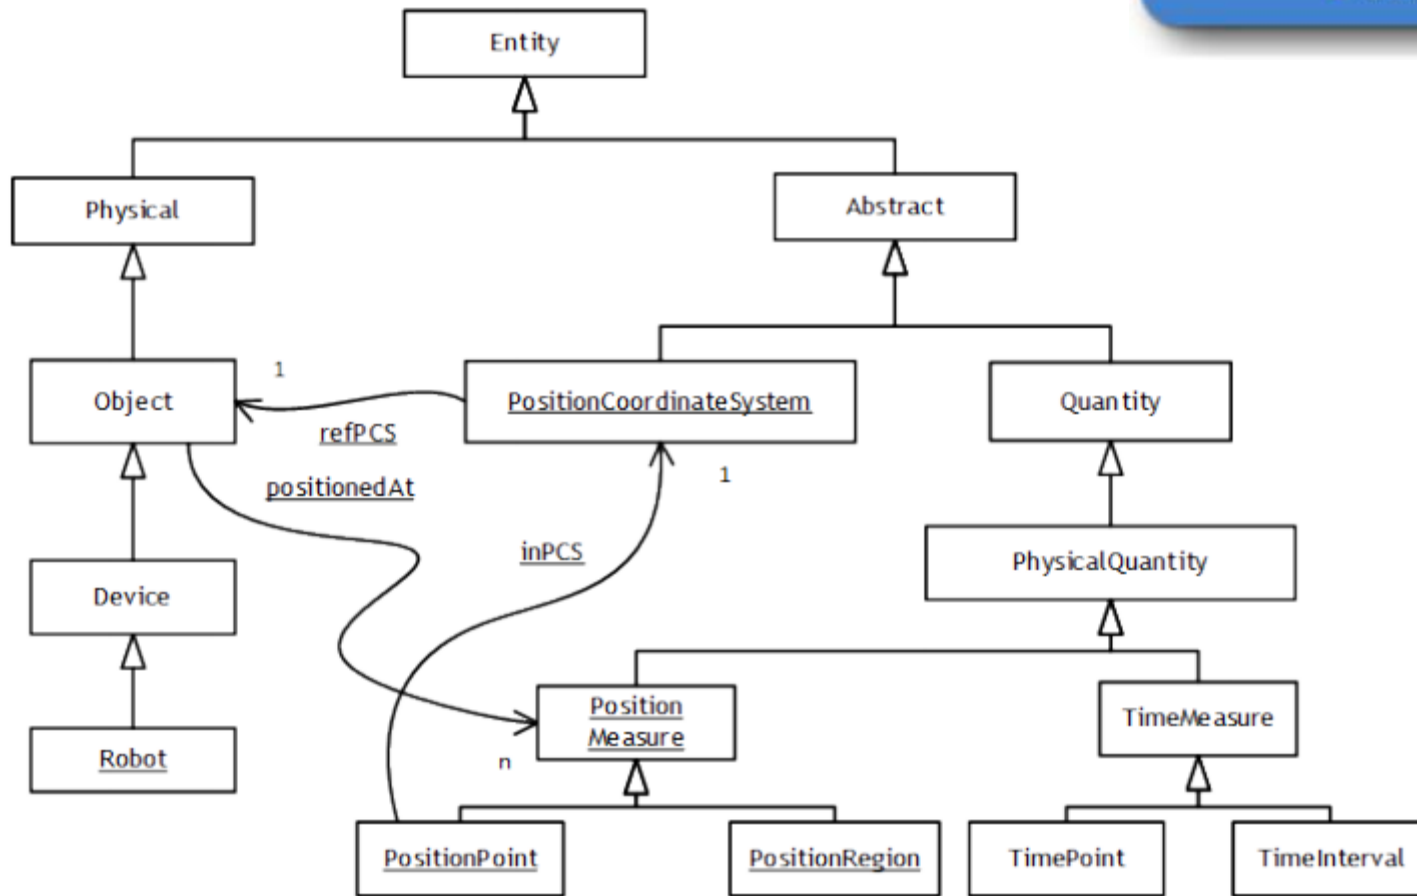 Entity
Physical
Abstract
Object
1
refPCS
PositionCoordinateSystem
Quantity
positionedAt
1
inPCS
PhysicalQuantity
Device
Position
Measure
n
TimeMeasure
Robot
PositionPoint
PositionRegion
TimePoint
TimeInterval